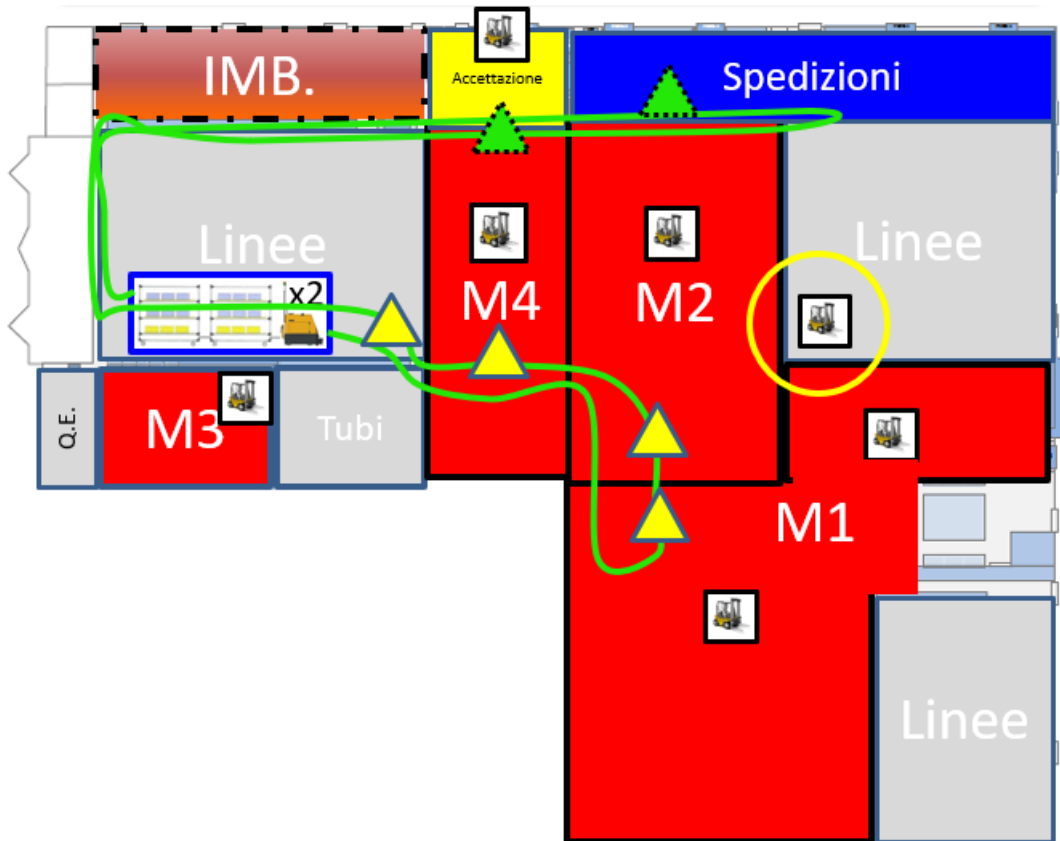 IMB.
Accettazione
Spedizioni
Linee
Linee
x2
M4
M2
Q.E.
M3
Tubi
M1
Linee